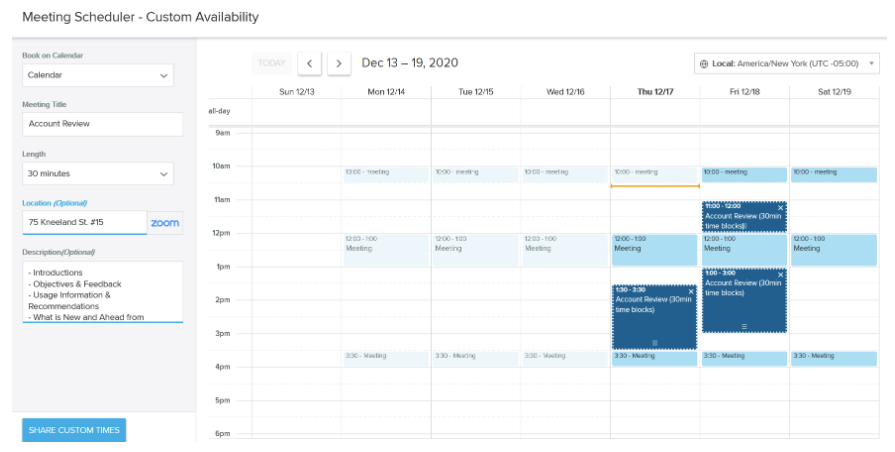 Meeting Scheduler - Custom Availability
Book on Calendar
Calendar
Meeting Title
Account Review
Length
30 minutes
Location (Optional)
75 Kneeland St. #15
zoom
Description(Optional)
- Introductions
- Objectives & Feedback
- Usage Information &
Recommendations
- What is New and Ahead from
SHARE CUSTOM TIMES
TODAY
Dec 13 – 19, 2020
Local: America/New York (UTC -05:00)
Sun 12/13 Mon 12/14 Tue 12/15 Wed 12/16 Thu 12/17 Fri 12/18 Sat 12/19
all-day
9am
10am
10:00 - meeting 10:00 - meeting 10:00 - meeting 10:00 - meeting 10:00 - meeting 10:00 - meeting
11am
11:00 - 12:00
Account Review (30min
time blocks)
12pm
12:00 - 1:00 12:00 - 1:00 12:00 - 1:00 12:00 - 1:00 12:00 - 1:00 12:00 - 1:00
Meeting Meeting Meeting Meeting Meeting Meeting
1pm
1:00 - 3:00
Account Review (30min
time blocks)
1:30 - 3:30
Account Review (30min
time blocks)
2pm
3pm
3:30 - Meeting 3:30 - Meeting 3:30 - Meeting 3:30 - Meeting 3:30 - Meeting 3:30 - Meeting
4pm
5pm
6pm